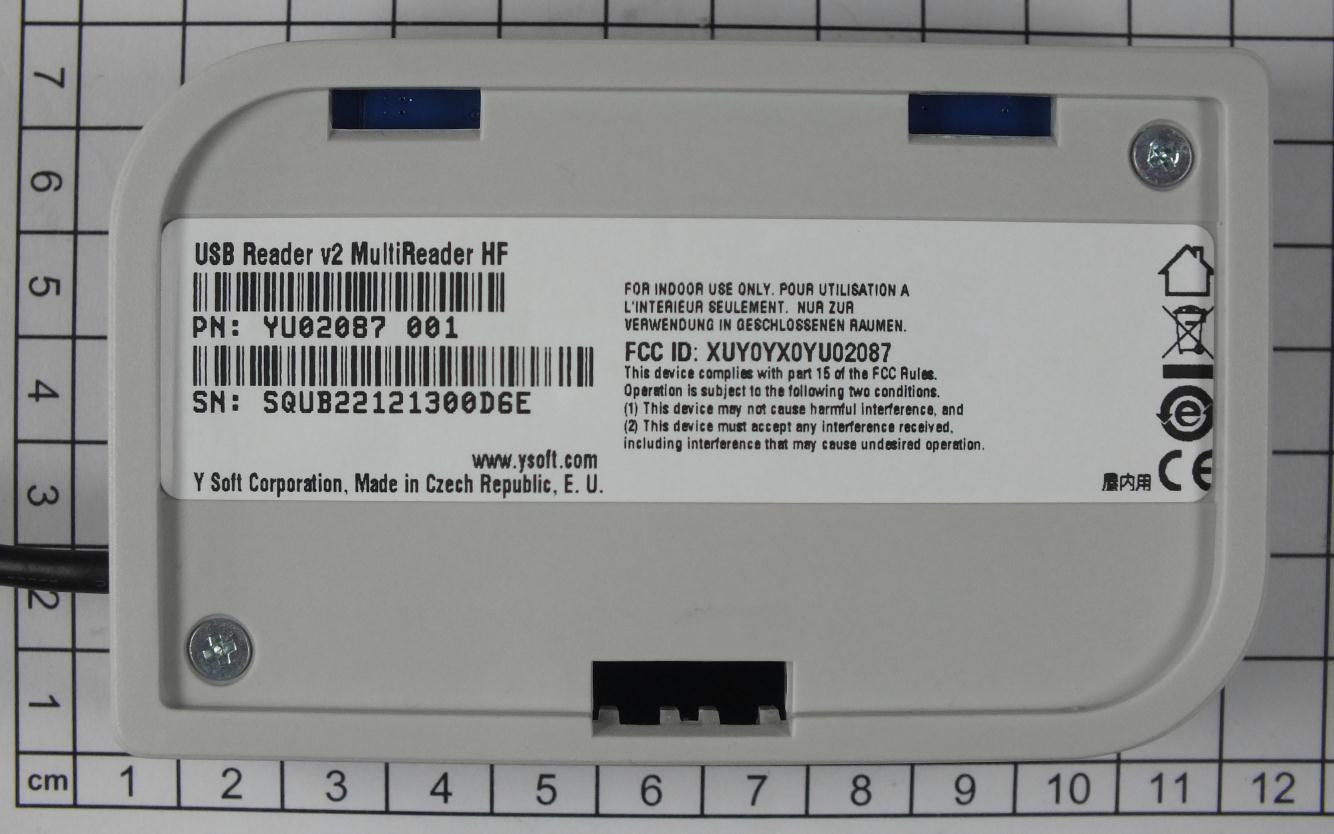 7
6
5
4
3
2
1
USB Reader v2 MultiReader HF
PN: YU02087 001
SN: SQUB22121300D6E
www.ysoft.com
Y Soft Corporation, Made in Czech Republic, E. U.
FOR INDOOR USE ONLY. POUR UTILISATION A
L'INTERIEUR SEULEMENT. NUR ZUR
VERWENDUNG IN GESCHLOSSENEN RAUMEN.
FCC ID: XUY0YX0YU02087
This device complies with part 15 of the FCC Rules.
Operation is subject to the following two conditions.
(1) This device may not cause harmful interference, and
(2) This device must accept any interference received,
including interference that may cause undesired operation.
e
屋内用 CE
cm 1 2 3 4 5 6 7 8 9 10 11 12